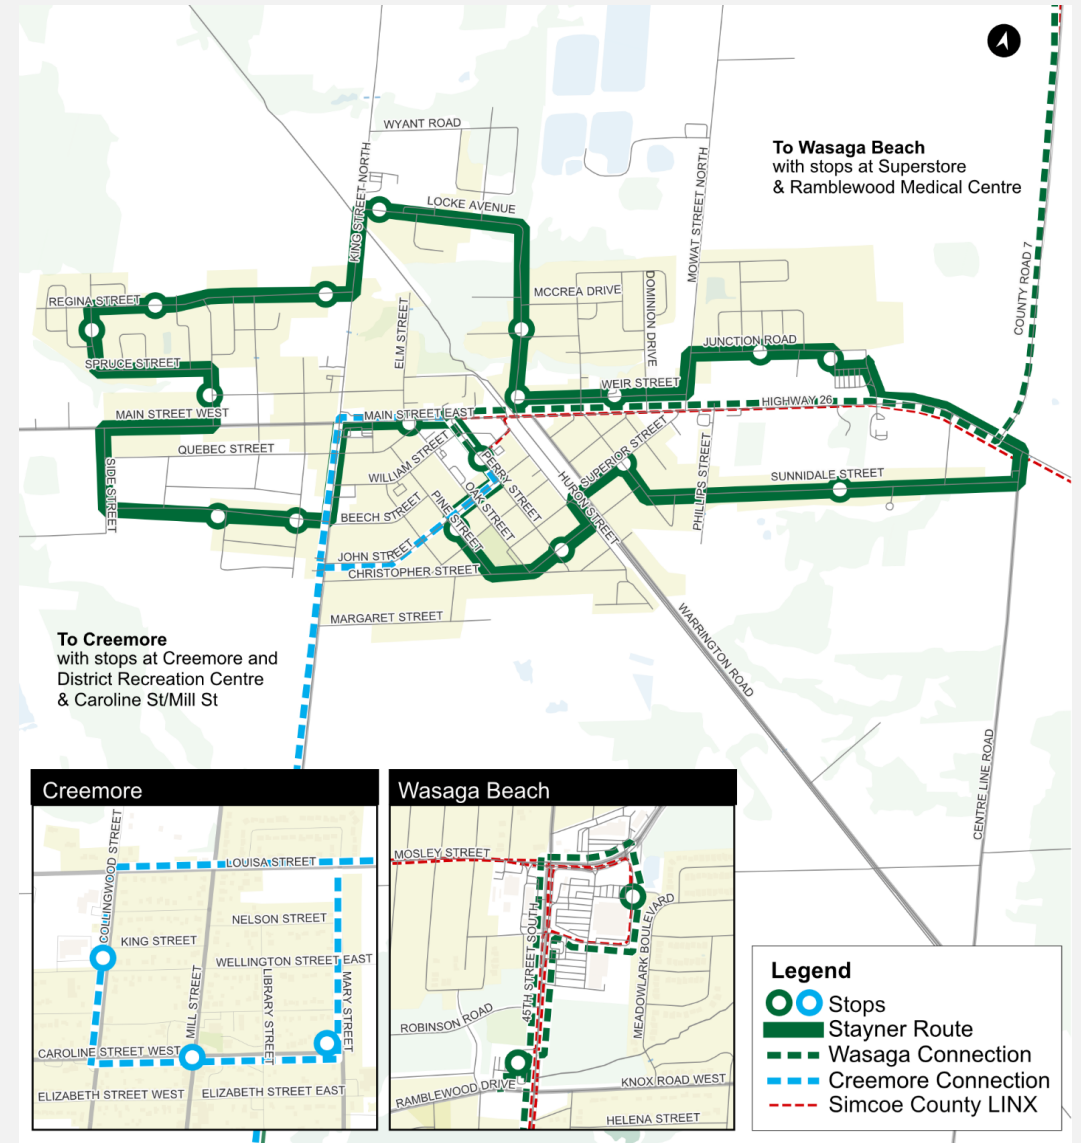 WYANT ROAD
KING STREET NORTH
LOCKE AVENUE
MOWAT STREET NORTH
To Wasaga Beach
with stops at Superstore
& Ramblewood Medical Centre
COUNTY ROAD 7
REGINA STREET
MCCREA DRIVE
DOMINION DRIVE
ELM STREET
SPRUCE STREET
JUNCTION ROAD
WEIR STREET
HIGHWAY 26
MAIN STREET WEST
MAIN STREET EAST
QUEBEC STREET
WILLIAM STREET
PERRY STREET
SUPERIOR STREET
HURON STREET
PHILLIPS STREET
SUNNIDALE STREET
SIDE STREET
BEECH STREET
PINE STREET
OAK STREET
JOHN STREET
CHRISTOPHER STREET
MARGARET STREET
WARRINGTON ROAD
CENTRE LINE ROAD
To Creemore
with stops at Creemore and
District Recreation Centre
& Caroline St/Mill St
Creemore
COLLINGWOOD STREET
LOUISA STREET
NELSON STREET
KING STREET
WELLINGTON STREET EAST
MILL STREET
LIBRARY STREET
MARY STREET
CAROLINE STREET WEST
ELIZABETH STREET WEST
ELIZABETH STREET EAST
Wasaga Beach
MOSLEY STREET
45TH STREET SOUTH
MEADOWLARK BOULEVARD
ROBINSON ROAD
RAMBLEWOOD DRIVE
KNOX ROAD WEST
HELENA STREET
Legend
Stops
Stayner Route
Wasaga Connection
Creemore Connection
Simcoe County LINX